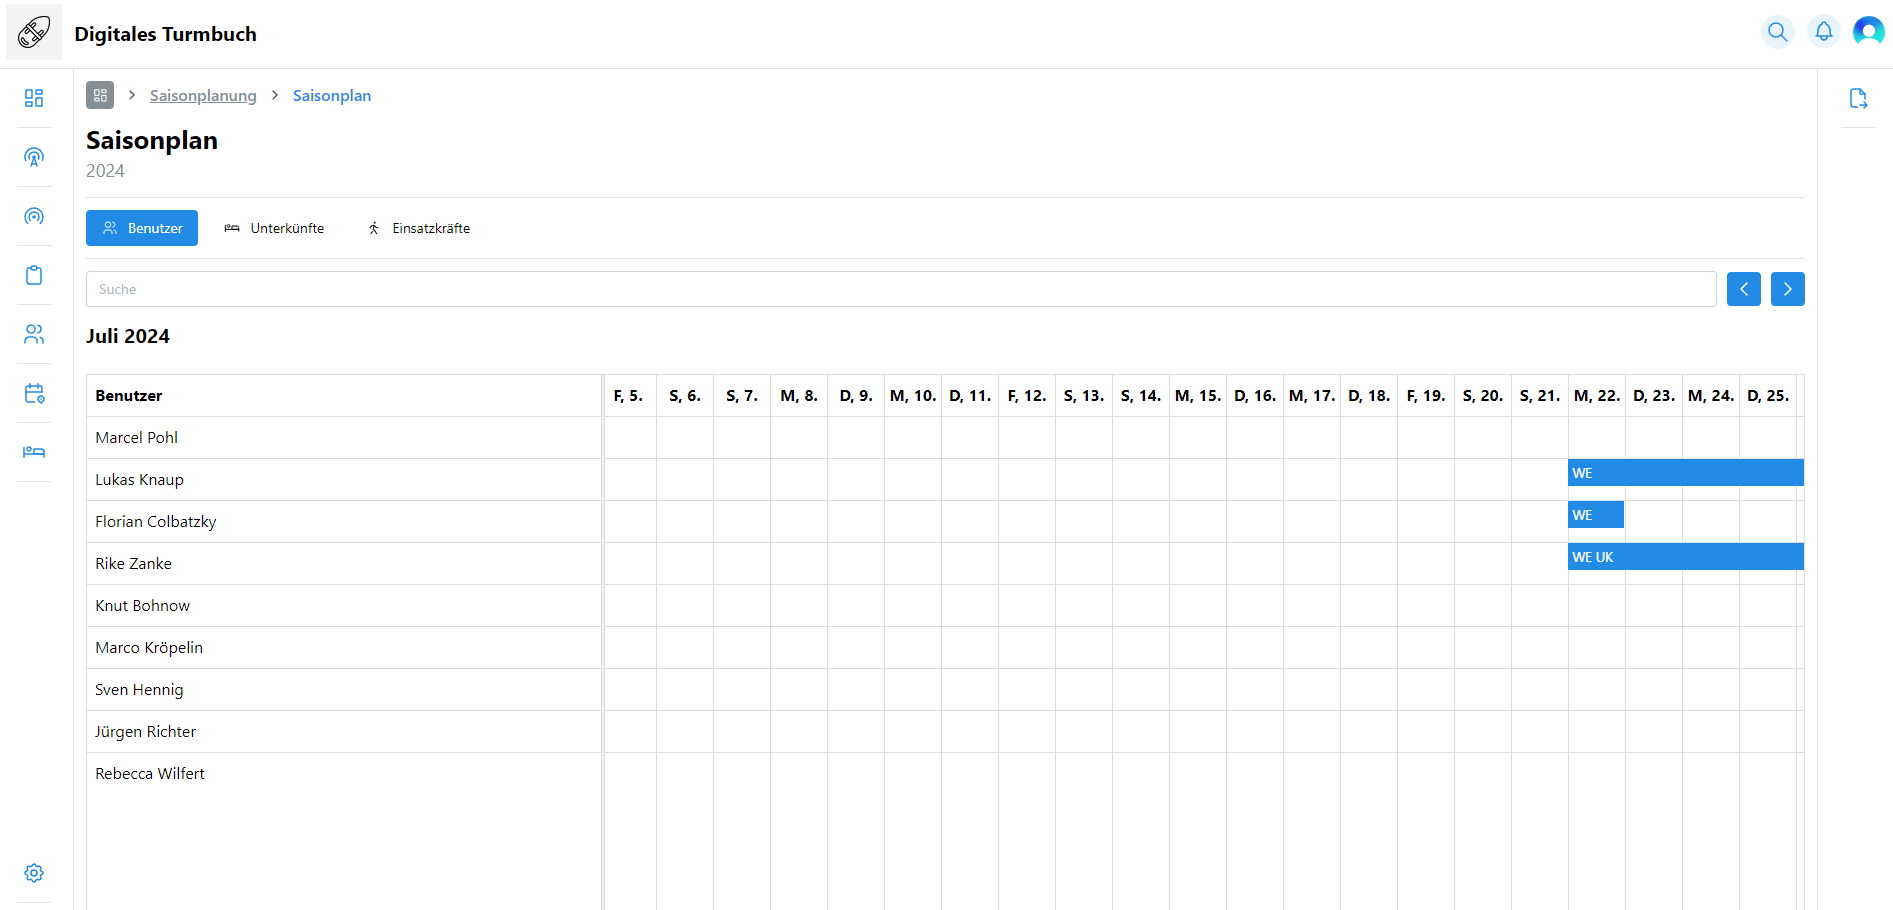 Digitales Turmbuch
Saisonplanung Saisonplan
Saisonplan
2024
Benutzer Unterkünfte Einsatzkräfte
Suche
Juli 2024
Benutzer F, 5. S, 6. S, 7. M, 8. D, 9. M, 10. D, 11. F, 12. S, 13. S, 14. M, 15. D, 16. M, 17. D, 18. F, 19. S, 20. S, 21. M, 22. D, 23. M, 24. D, 25.
Marcel Pohl
Lukas Knaup WE
Florian Colbatzky WE
Rike Zanke WE UK
Knut Bohnow
Marco Kröpelin
Sven Hennig
Jürgen Richter
Rebecca Wilfert